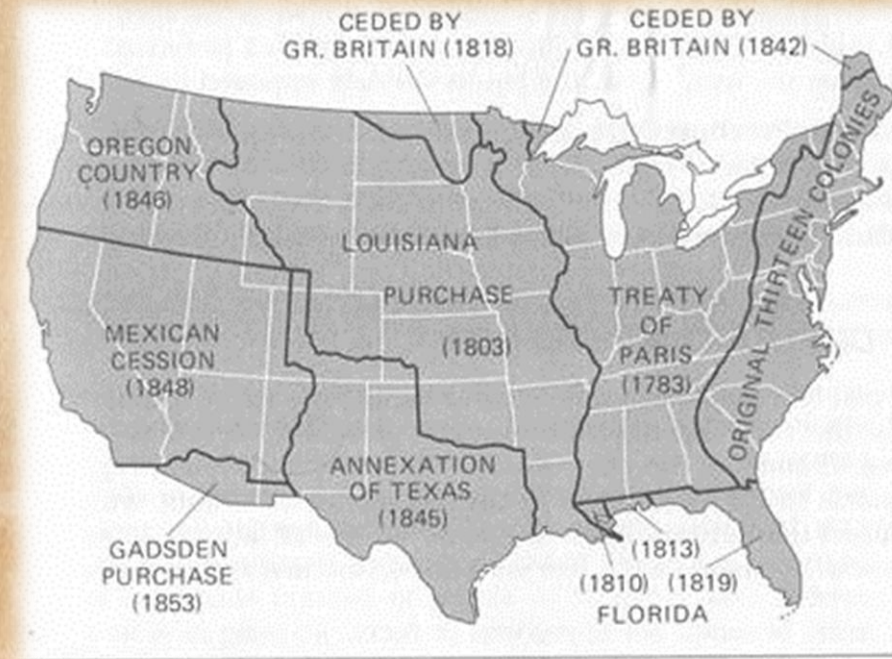 CEDED BY
GR. BRITAIN (1818)
CEDED BY
GR. BRITAIN (1842)
OREGON
COUNTRY
(1846)
LOUISIANA
PURCHASE
(1803)
TREATY
OF
PARIS
(1783)
ORIGINAL THIRTEEN COLONIES
MEXICAN
CESSION
(1848)
ANNEXATION
OF TEXAS
(1845)
GADSDEN
PURCHASE
(1853)
(1813)
(1810) (1819)
FLORIDA